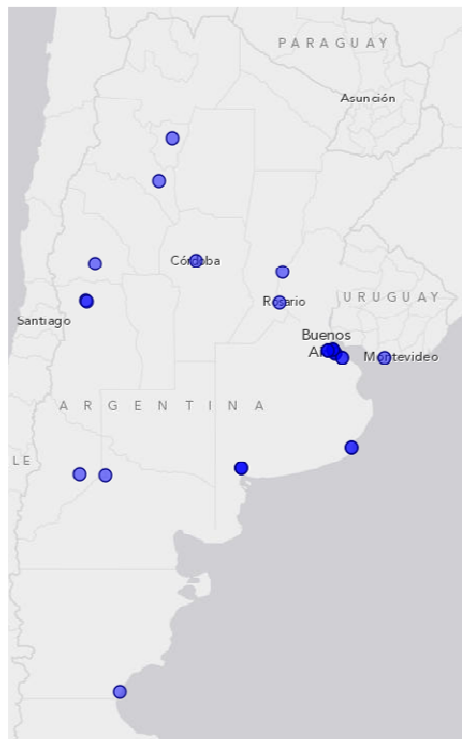 PARAGUAY
Asunción
Córdoba
Rosario
URUGUAY
Santiago
Buenos
Montevideo
ARGENTINA
LE